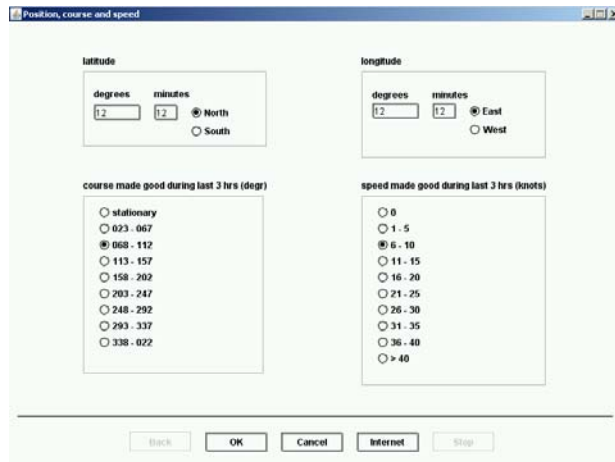 Position, course and speed
latitude
degrees minutes
12 12 North
South
longitude
degrees minutes
12 12 East
West
course made good during last 3 hrs (degr)
stationary
023 - 067
068 - 112
113 - 157
158 - 202
203 - 247
248 - 292
293 - 337
338 - 022
speed made good during last 3 hrs (knots)
0
1 - 5
6 - 10
11 - 15
16 - 20
21 - 25
26 - 30
31 - 35
36 - 40
> 40
Back OK Cancel Internet Stop